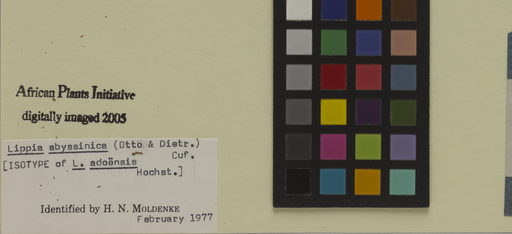 African Plants Initiative
digitally imaged 2005
Lippia abyssinica (Otto & Dietr.)
Cuf.
[ISOTYPE of L. adoënsis
Hochst.]
Identified by H. N. MOLDENKE
February 1977